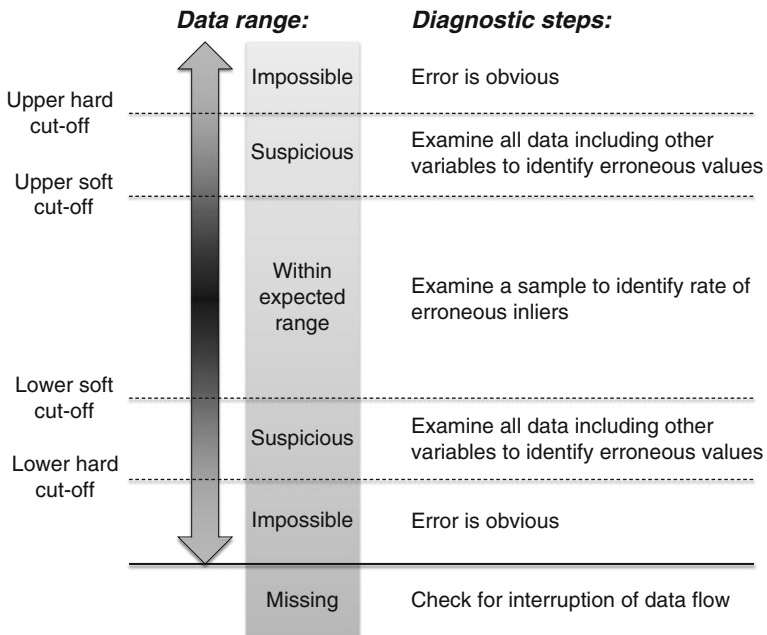 Data range:
Diagnostic steps:
Impossible
Error is obvious
Upper hard
cut-off
Suspicious
Examine all data including other
variables to identify erroneous values
Upper soft
cut-off
Within
expected
range
Examine a sample to identify rate of
erroneous inliers
Lower soft
cut-off
Suspicious
Examine all data including other
variables to identify erroneous values
Lower hard
cut-off
Impossible
Error is obvious
Missing
Check for interruption of data flow